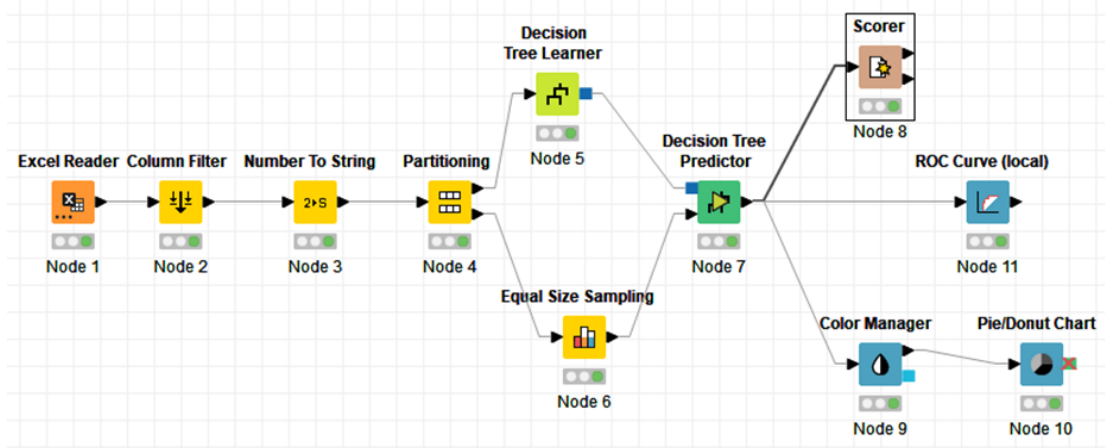 Scorer
Decision
Tree Learner
Node 8
Node 5
Decision Tree
Predictor
Excel Reader
Column Filter
Number To String
Partitioning
ROC Curve (local)
2▸S
Node 1
Node 2
Node 3
Node 4
Node 7
Node 11
Equal Size Sampling
Color Manager
Pie/Donut Chart
Node 6
Node 9
Node 10